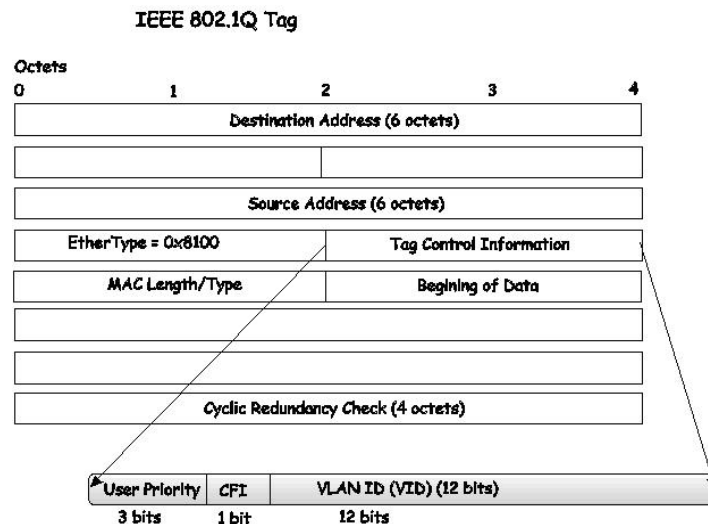 IEEE 802.1Q Tag
Octets
0 1 2 3 4
Destination Address (6 octets)
Source Address (6 octets)
EtherType = 0x8100 Tag Control Information
MAC Length/Type Begining of Data
Cyclic Redundancy Check (4 octets)
User Priority CFI VLAN ID (VID) (12 bits)
3 bits 1 bit 12 bits